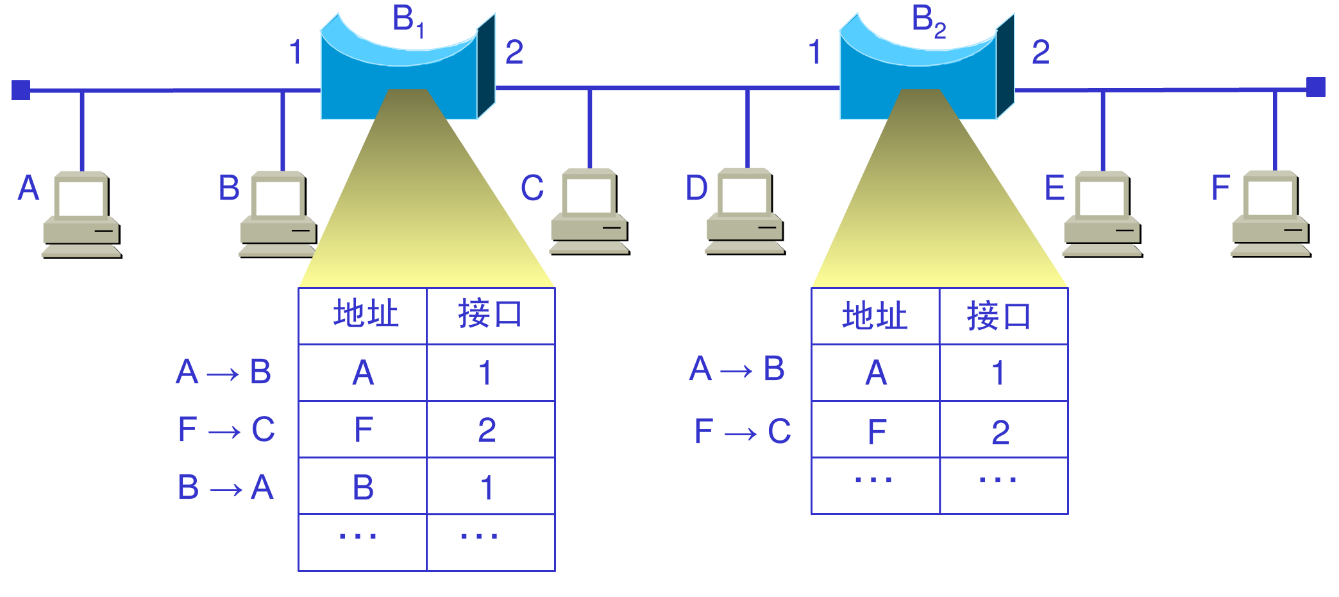 B1 B2
1 2 1 2
A B C D E F
地址 接口 地址 接口
A → B A 1 A → B A 1
F → C F 2 F → C F 2
B → A B 1 ··· ···
··· ···